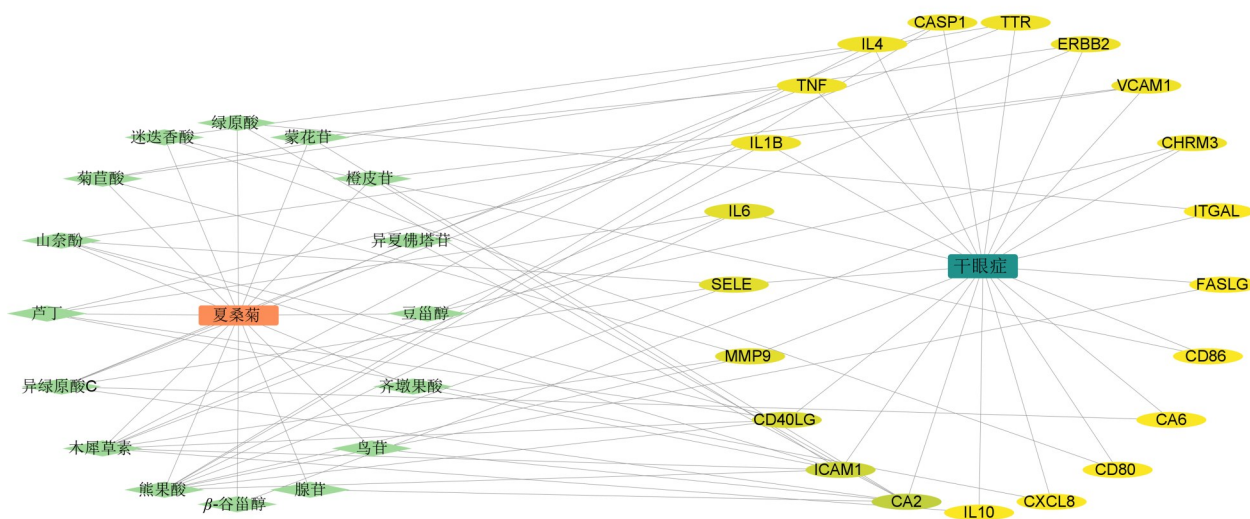 CASP1
TTR
IL4
ERBB2
TNF
VCAM1
绿原酸
迷迭香酸
蒙花苷
IL1B
CHRM3
菊苣酸
橙皮苷
IL6
ITGAL
山奈酚
异夏佛塔苷
干眼症
SELE
FASLG
芦丁
夏桑菊
豆甾醇
MMP9
CD86
异绿原酸C
齐墩果酸
CD40LG
CA6
木犀草素
鸟苷
ICAM1
CD80
熊果酸
腺苷
β-谷甾醇
CA2
CXCL8
IL10